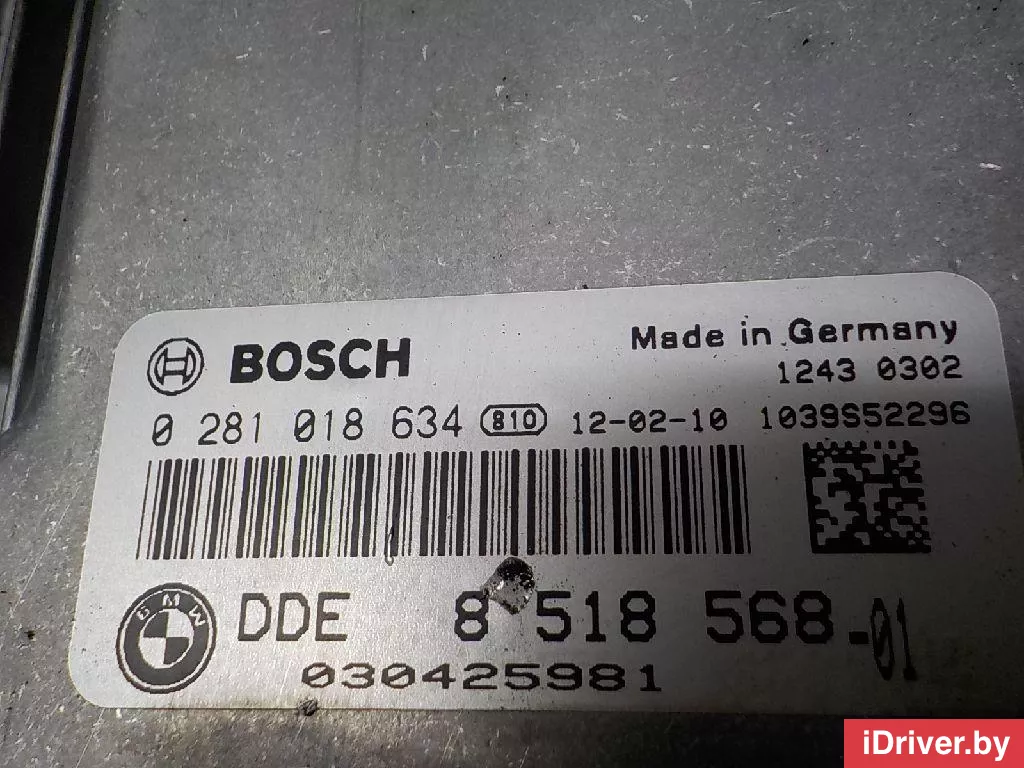 BOSCH
Made in Germany
1243 0302
0 281 018 634 810 12-02-10 1039S52296
BMW DDE 8 518 568-01
030425981
iDriver.by